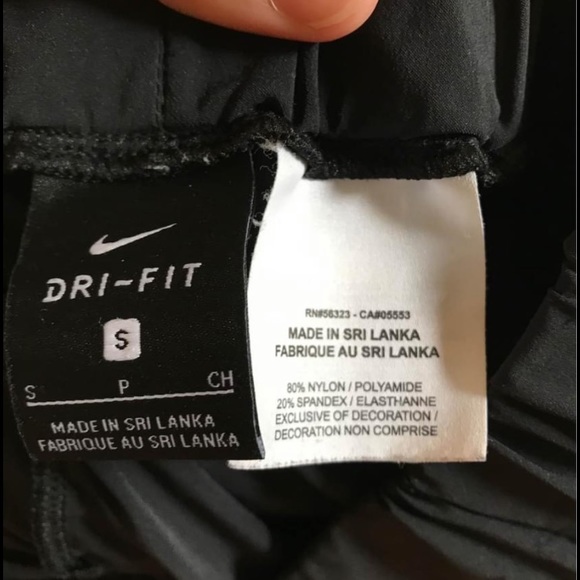 DRI-FIT
S
S P CH
MADE IN SRI LANKA
FABRIQUE AU SRI LANKA
RN#56323 - CA#05553
MADE IN SRI LANKA
FABRIQUE AU SRI LANKA
80% NYLON / POLYAMIDE
20% SPANDEX / ELASTHANNE
EXCLUSIVE OF DECORATION /
DECORATION NON COMPRISE